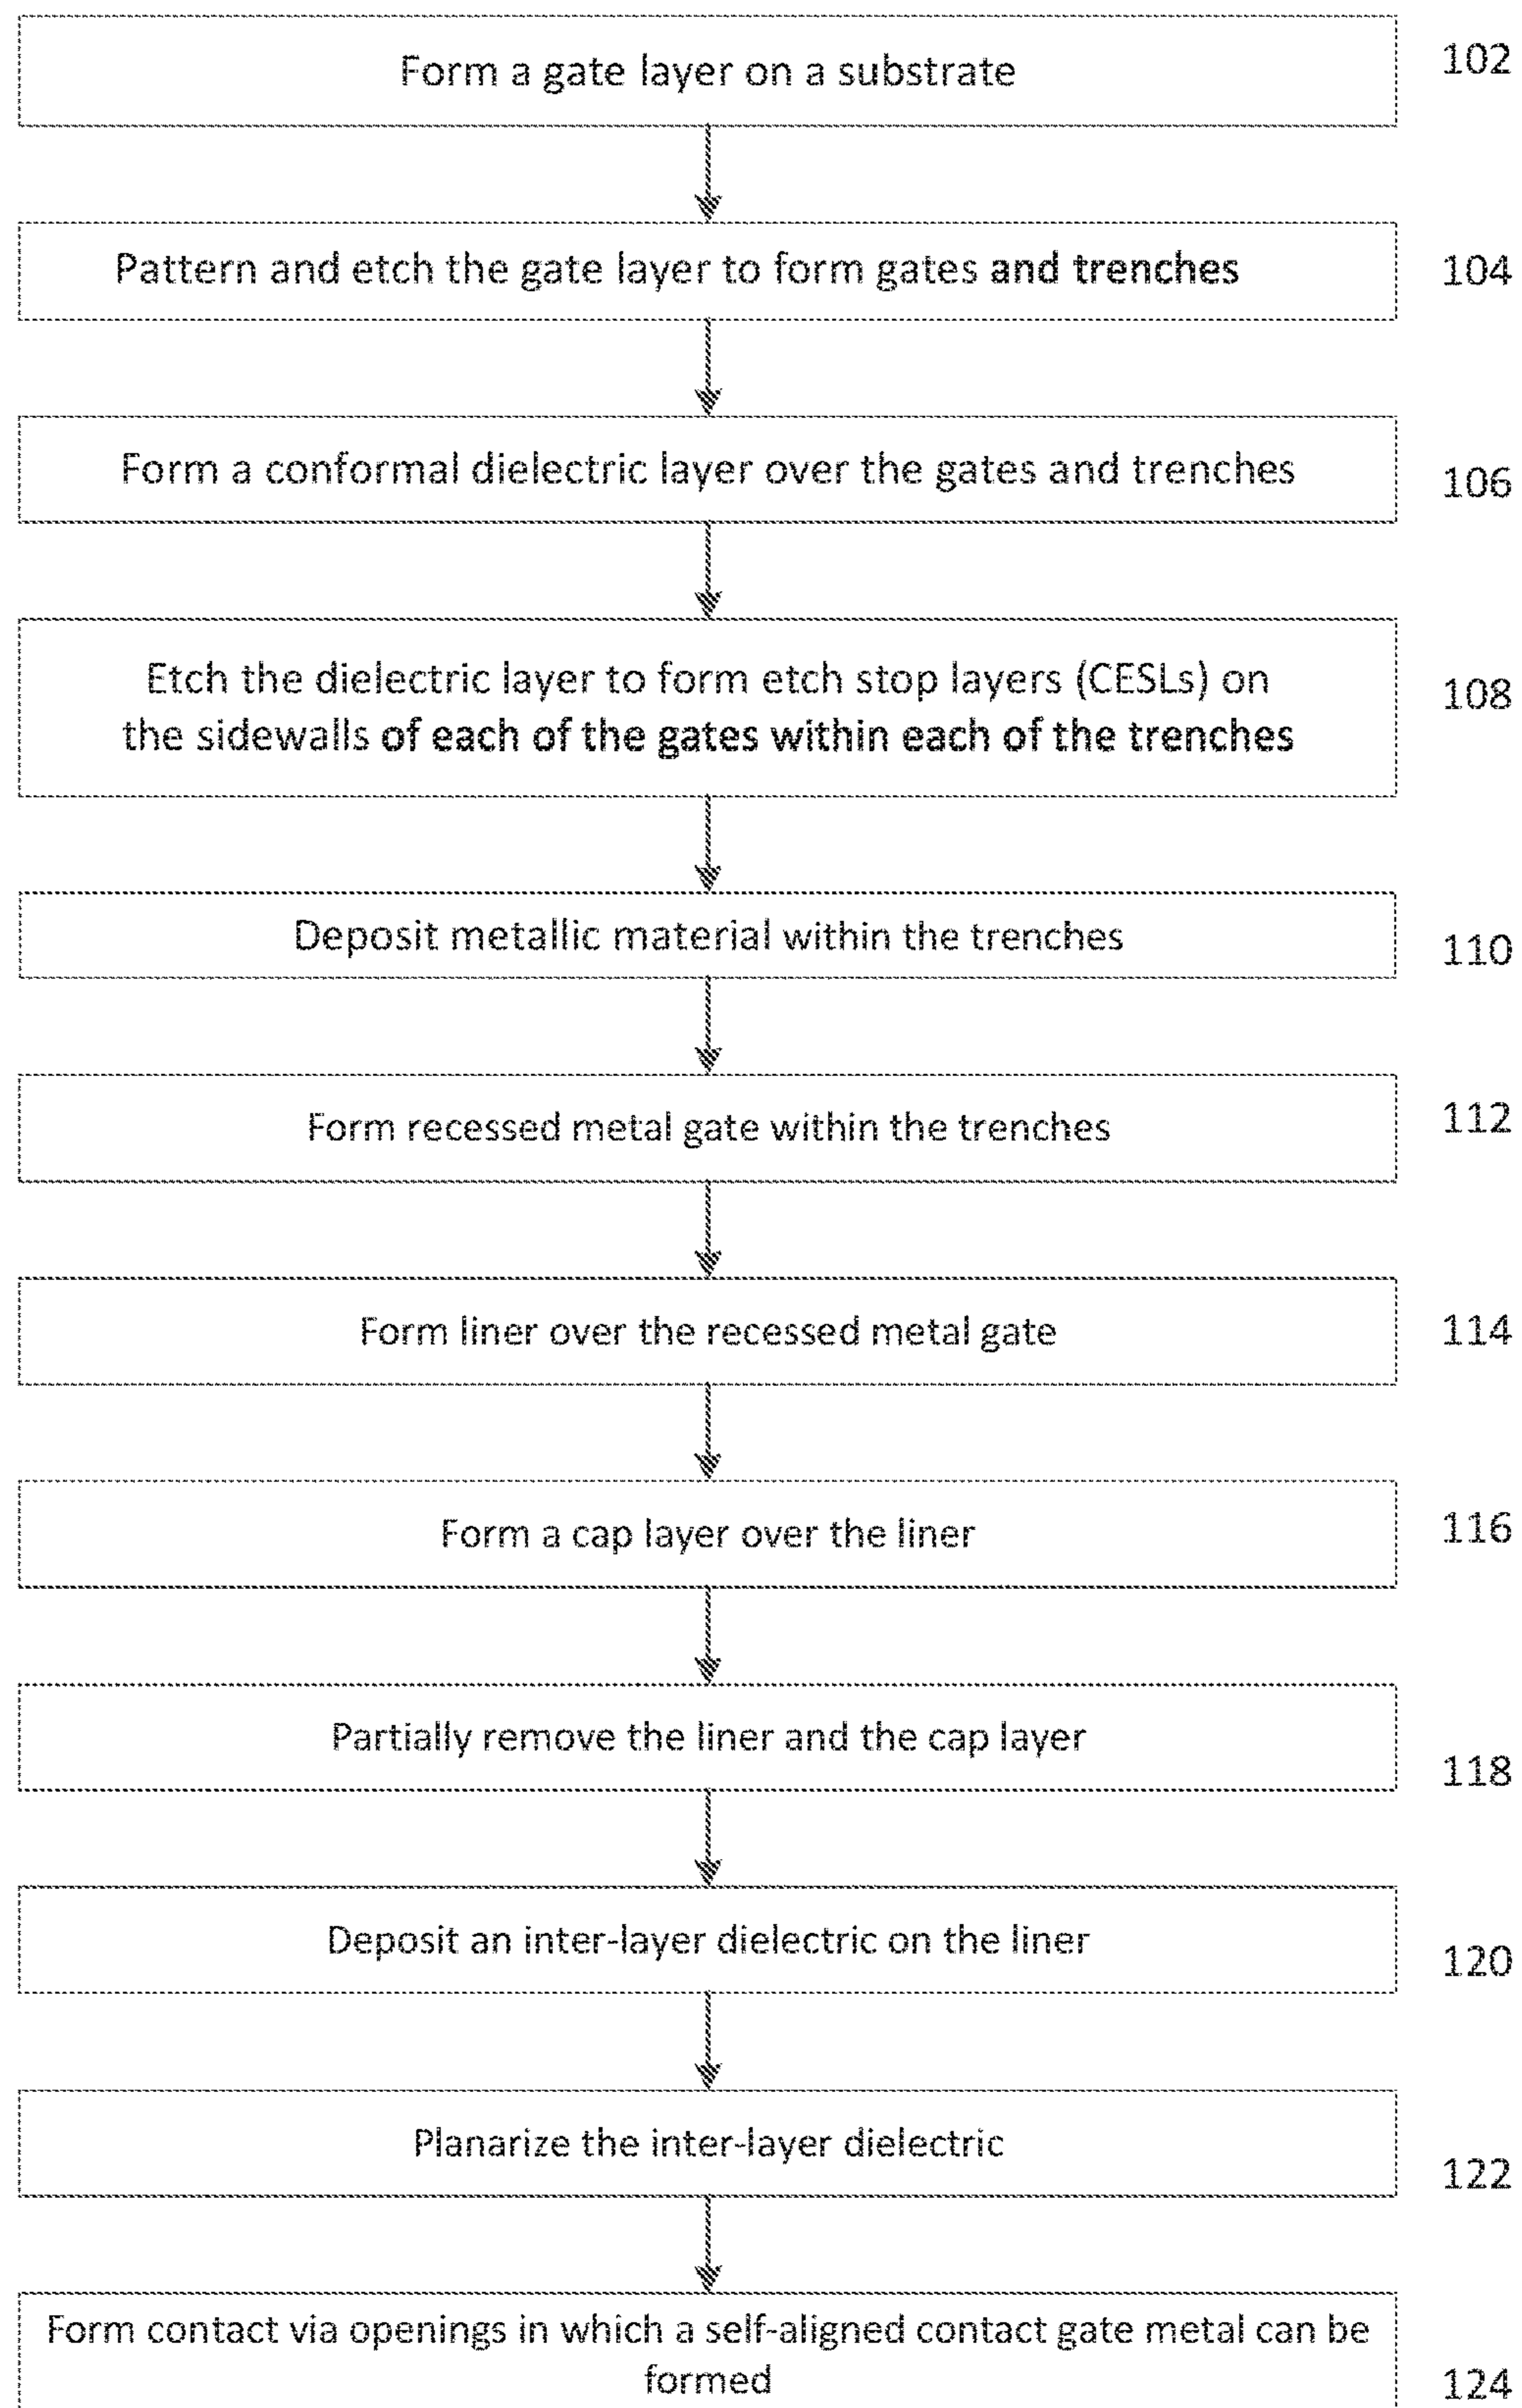 Form a gate layer on a substrate
102
Pattern and etch the gate layer to form gates and trenches
104
Form a conformal dielectric layer over the gates and trenches
106
Etch the dielectric layer to form etch stop layers (CESLs) on
the sidewalls of each of the gates within each of the trenches
108
Deposit metallic material within the trenches
110
Form recessed metal gate within the trenches
112
Form liner over the recessed metal gate
114
Form a cap layer over the liner
116
Partially remove the liner and the cap layer
118
Deposit an inter-layer dielectric on the liner
120
Planarize the inter-layer dielectric
122
Form contact via openings in which a self-aligned contact gate metal can be
formed
124